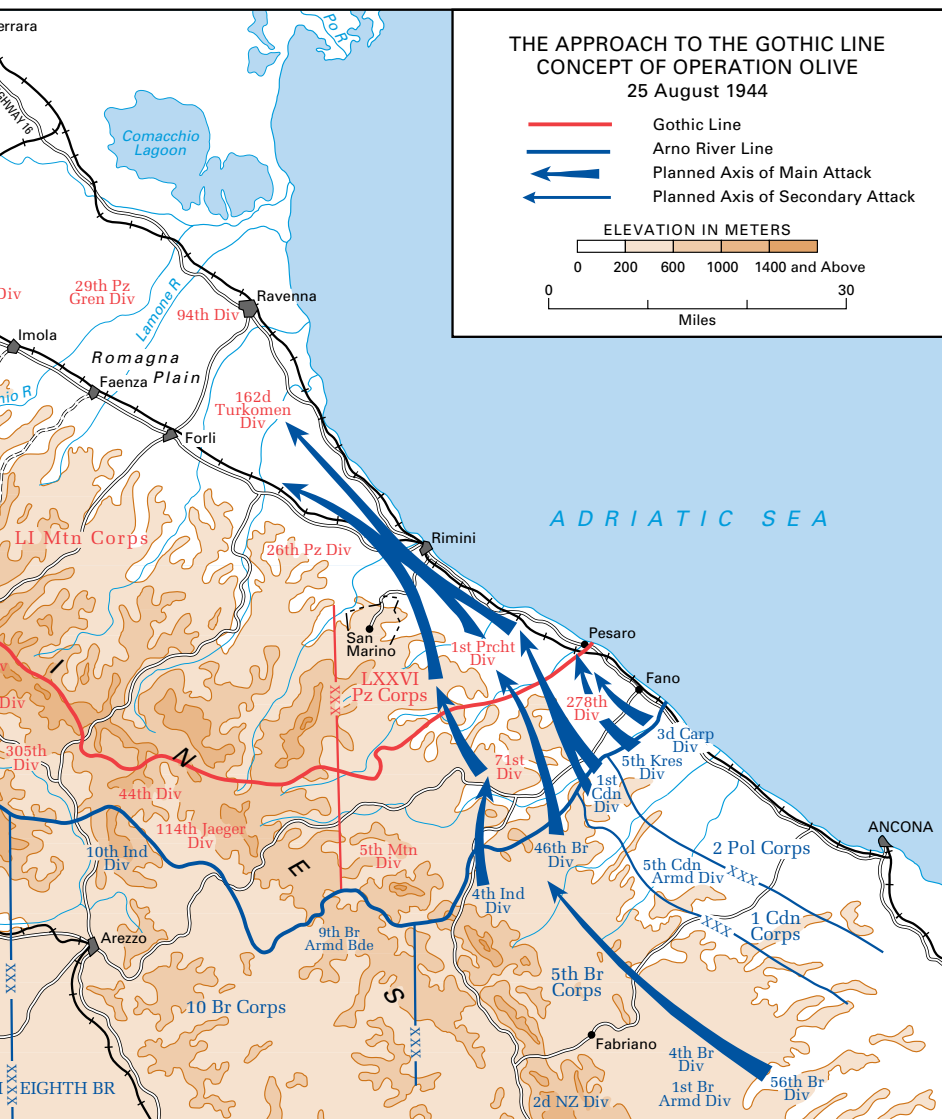 THE APPROACH TO THE GOTHIC LINE
CONCEPT OF OPERATION OLIVE
25 August 1944
Gothic Line
Arno River Line
Planned Axis of Main Attack
Planned Axis of Secondary Attack
ELEVATION IN METERS
0 200 600 1000 1400 and Above
0 30
Miles
errara
Po R
GHWAY 16
Comacchio
Lagoon
Div
29th Pz
Gren Div
Lamone R
94th Div
Ravenna
Imola
Romagna
Plain
Faenza
nio R
162d
Turkomen
Div
Forli
ADRIATIC SEA
LI Mtn Corps
26th Pz Div
Rimini
San
Marino
1st Prcht
Div
Pesaro
LXXVI
Pz Corps
XXX
Fano
278th
Div
v
Div
I
N
E
S
305th
Div
44th Div
71st
Div
3d Carp
Div
5th Kres
Div
1st
Cdn
Div
114th Jaeger
Div
5th Mtn
Div
10th Ind
Div
46th Br
Div
ANCONA
2 Pol Corps
5th Cdn
Armd Div
XXX
4th Ind
Div
1 Cdn
Corps
XXX
9th Br
Armd Bde
Arezzo
5th Br
Corps
XXX
10 Br Corps
XXX
Fabriano
4th Br
Div
1st Br
Armd Div
56th Br
Div
2d NZ Div
XXXX
EIGHTH BR